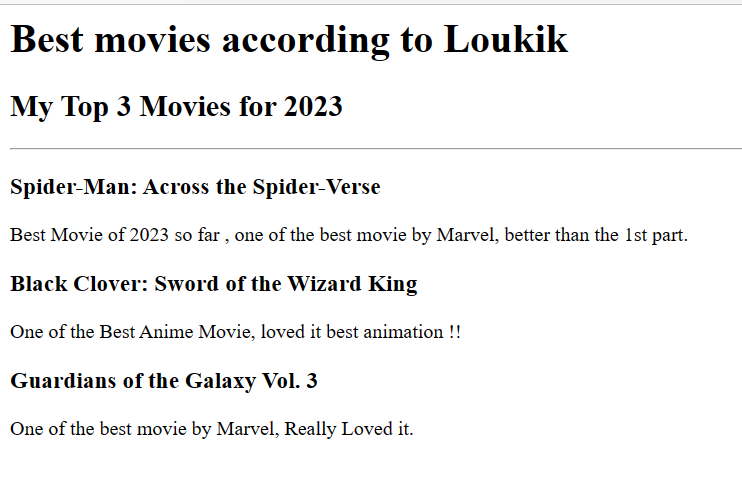 Best movies according to Loukik
My Top 3 Movies for 2023
Spider-Man: Across the Spider-Verse
Best Movie of 2023 so far , one of the best movie by Marvel, better than the 1st part.
Black Clover: Sword of the Wizard King
One of the Best Anime Movie, loved it best animation !!
Guardians of the Galaxy Vol. 3
One of the best movie by Marvel, Really Loved it.